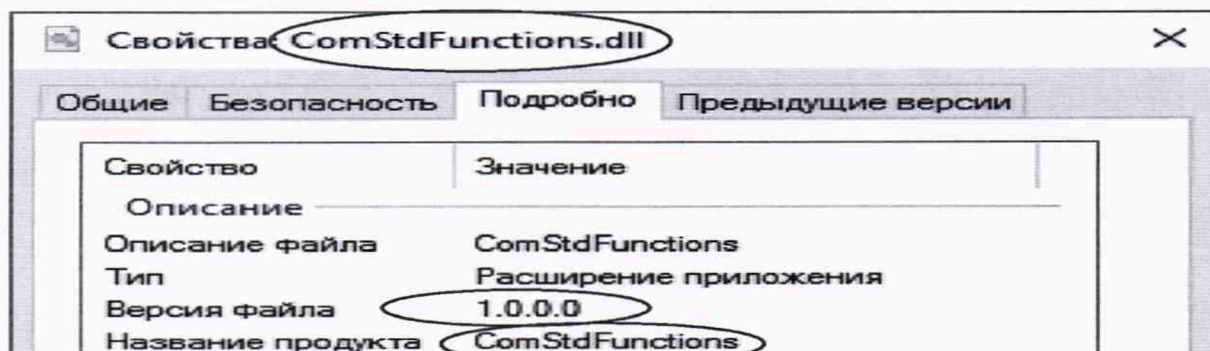 Свойства: ComStdFunctions.dll
Общие Безопасность Подробно Предыдущие версии
Свойство Значение
Описание
Описание файла ComStdFunctions
Тип Расширение приложения
Версия файла 1.0.0.0
Название продукта ComStdFunctions